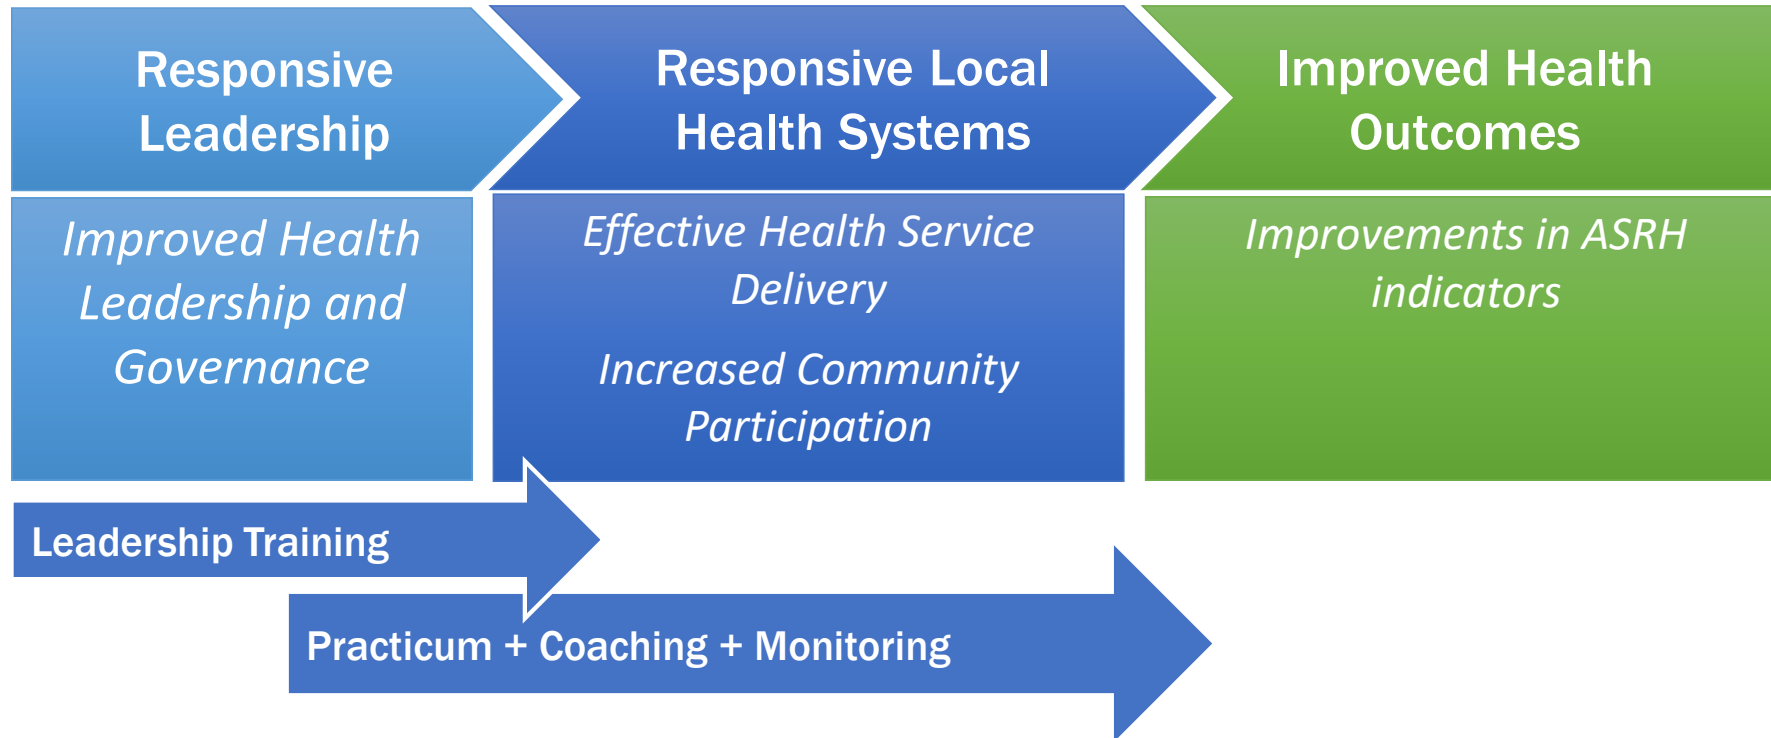 Responsive
Leadership
Responsive Local
Health Systems
Improved Health
Outcomes
Improved Health
Leadership and
Governance
Effective Health Service
Delivery
Increased Community
Participation
Improvements in ASRH
indicators
Leadership Training
Practicum + Coaching + Monitoring